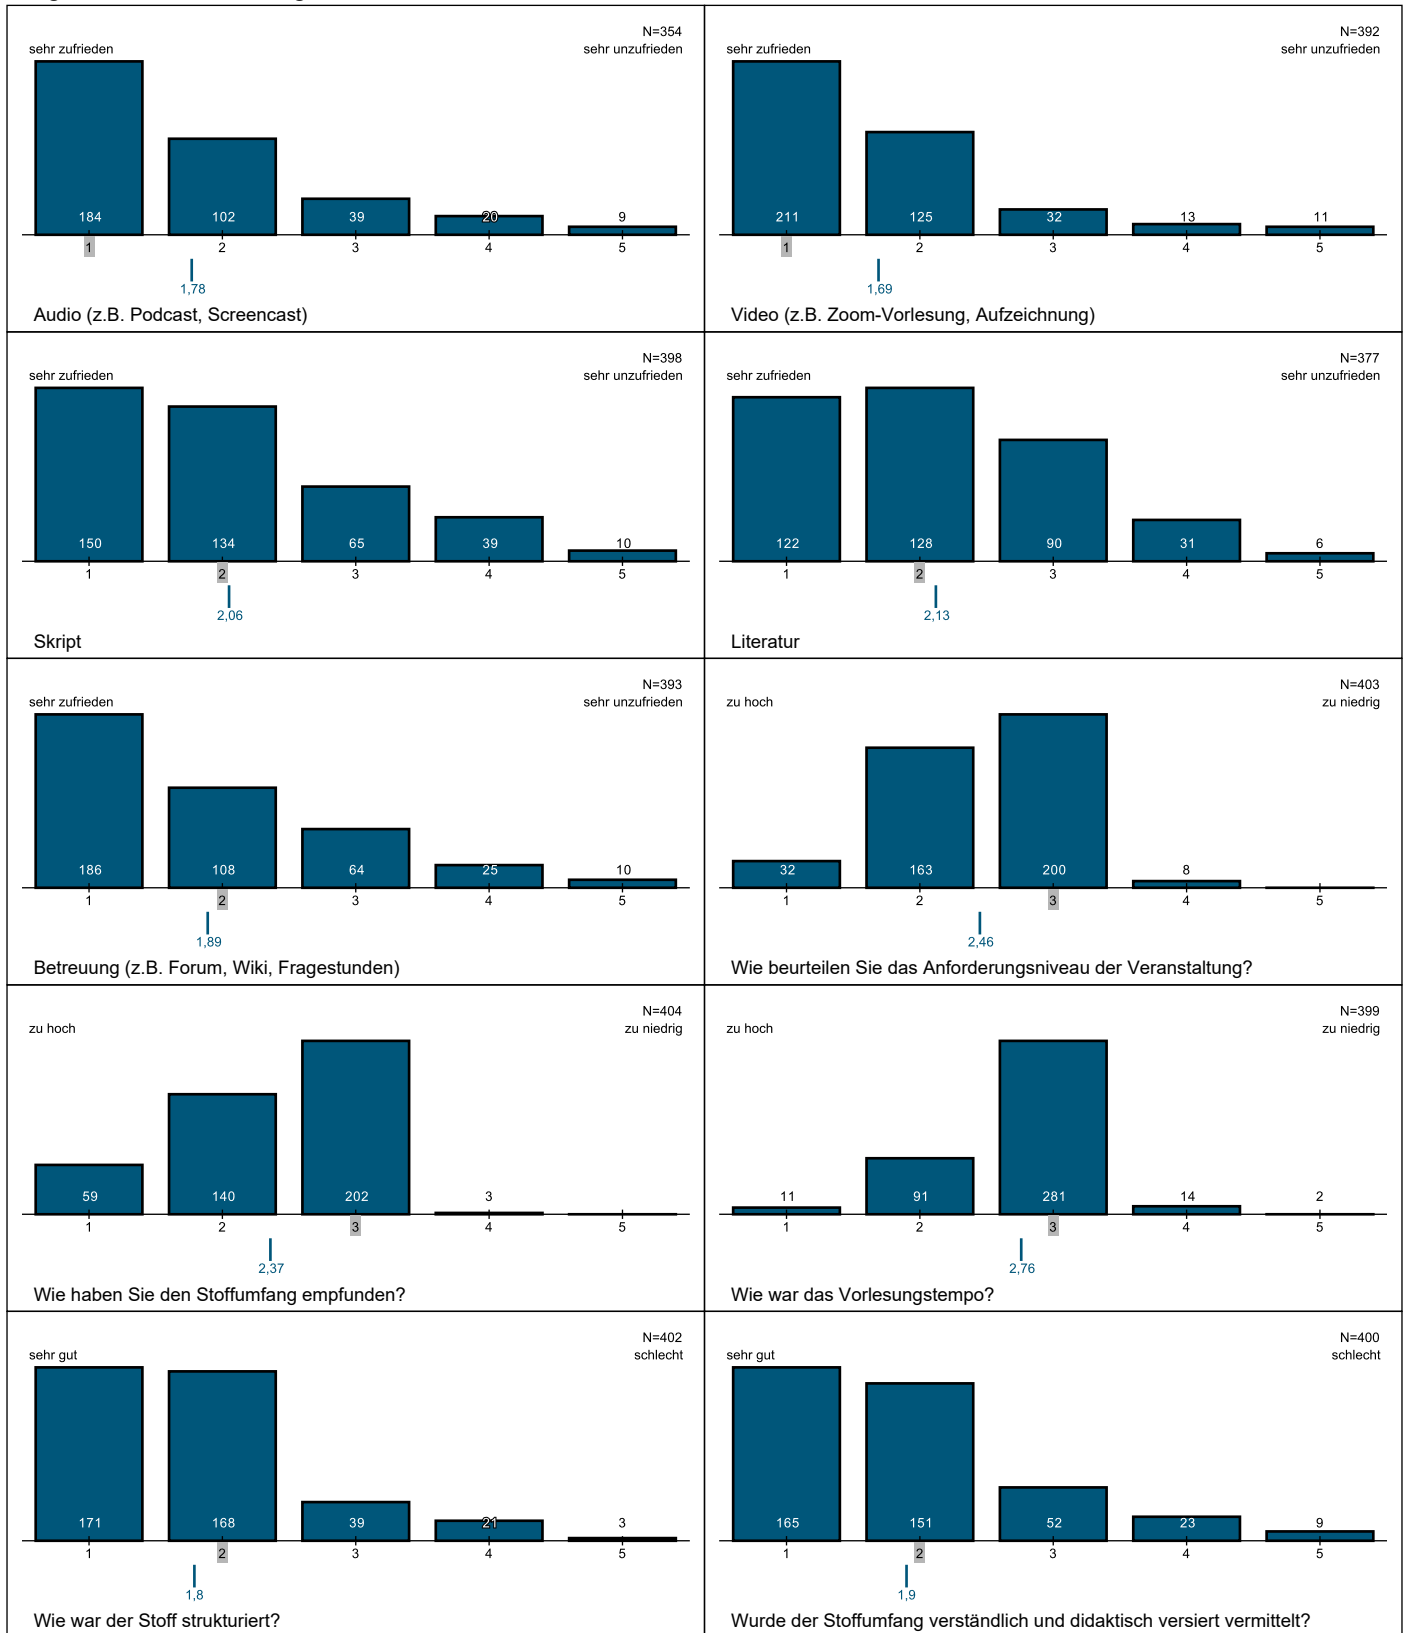 N=354
sehr zufrieden sehr unzufrieden
184 102 39 20 9
1 2 3 4 5
1,78
Audio (z.B. Podcast, Screencast)
N=392
sehr zufrieden sehr unzufrieden
211 125 32 13 11
1 2 3 4 5
1,69
Video (z.B. Zoom-Vorlesung, Aufzeichnung)
N=398
sehr zufrieden sehr unzufrieden
150 134 65 39 10
1 2 3 4 5
2,06
Skript
N=377
sehr zufrieden sehr unzufrieden
122 128 90 31 6
1 2 3 4 5
2,13
Literatur
N=393
sehr zufrieden sehr unzufrieden
186 108 64 25 10
1 2 3 4 5
1,89
Betreuung (z.B. Forum, Wiki, Fragestunden)
N=403
zu hoch zu niedrig
32 163 200 8
1 2 3 4 5
2,46
Wie beurteilen Sie das Anforderungsniveau der Veranstaltung?
N=404
zu hoch zu niedrig
59 140 202 3
1 2 3 4 5
2,37
Wie haben Sie den Stoffumfang empfunden?
N=399
zu hoch zu niedrig
11 91 281 14 2
1 2 3 4 5
2,76
Wie war das Vorlesungstempo?
N=402
sehr gut schlecht
171 168 39 21 3
1 2 3 4 5
1,8
Wie war der Stoff strukturiert?
N=400
sehr gut schlecht
165 151 52 23 9
1 2 3 4 5
1,9
Wurde der Stoffumfang verständlich und didaktisch versiert vermittelt?